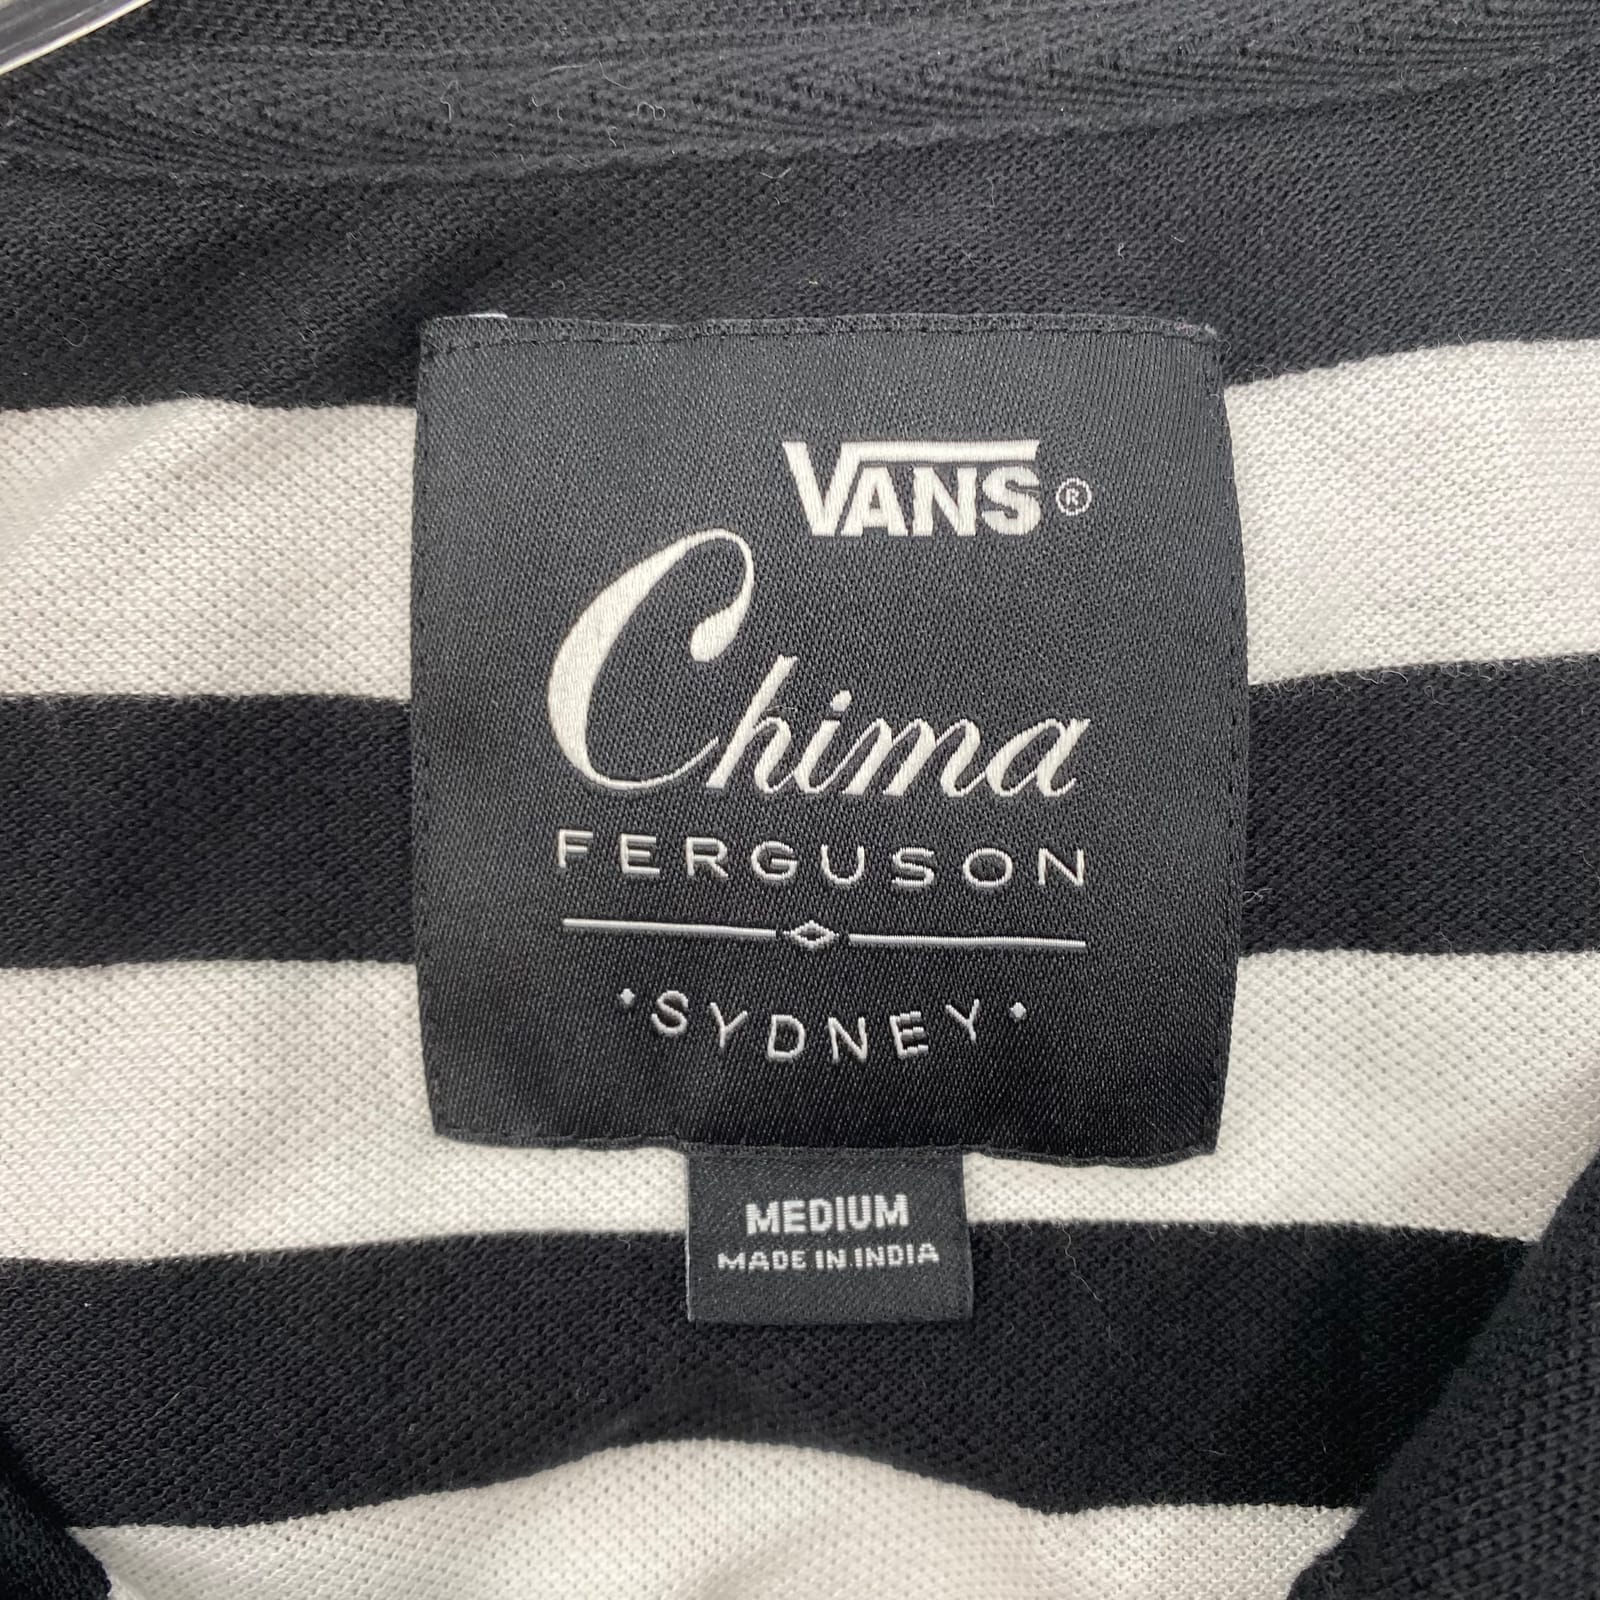 VANS®
Chima
FERGUSON
• SYDNEY •
MEDIUM
MADE IN INDIA